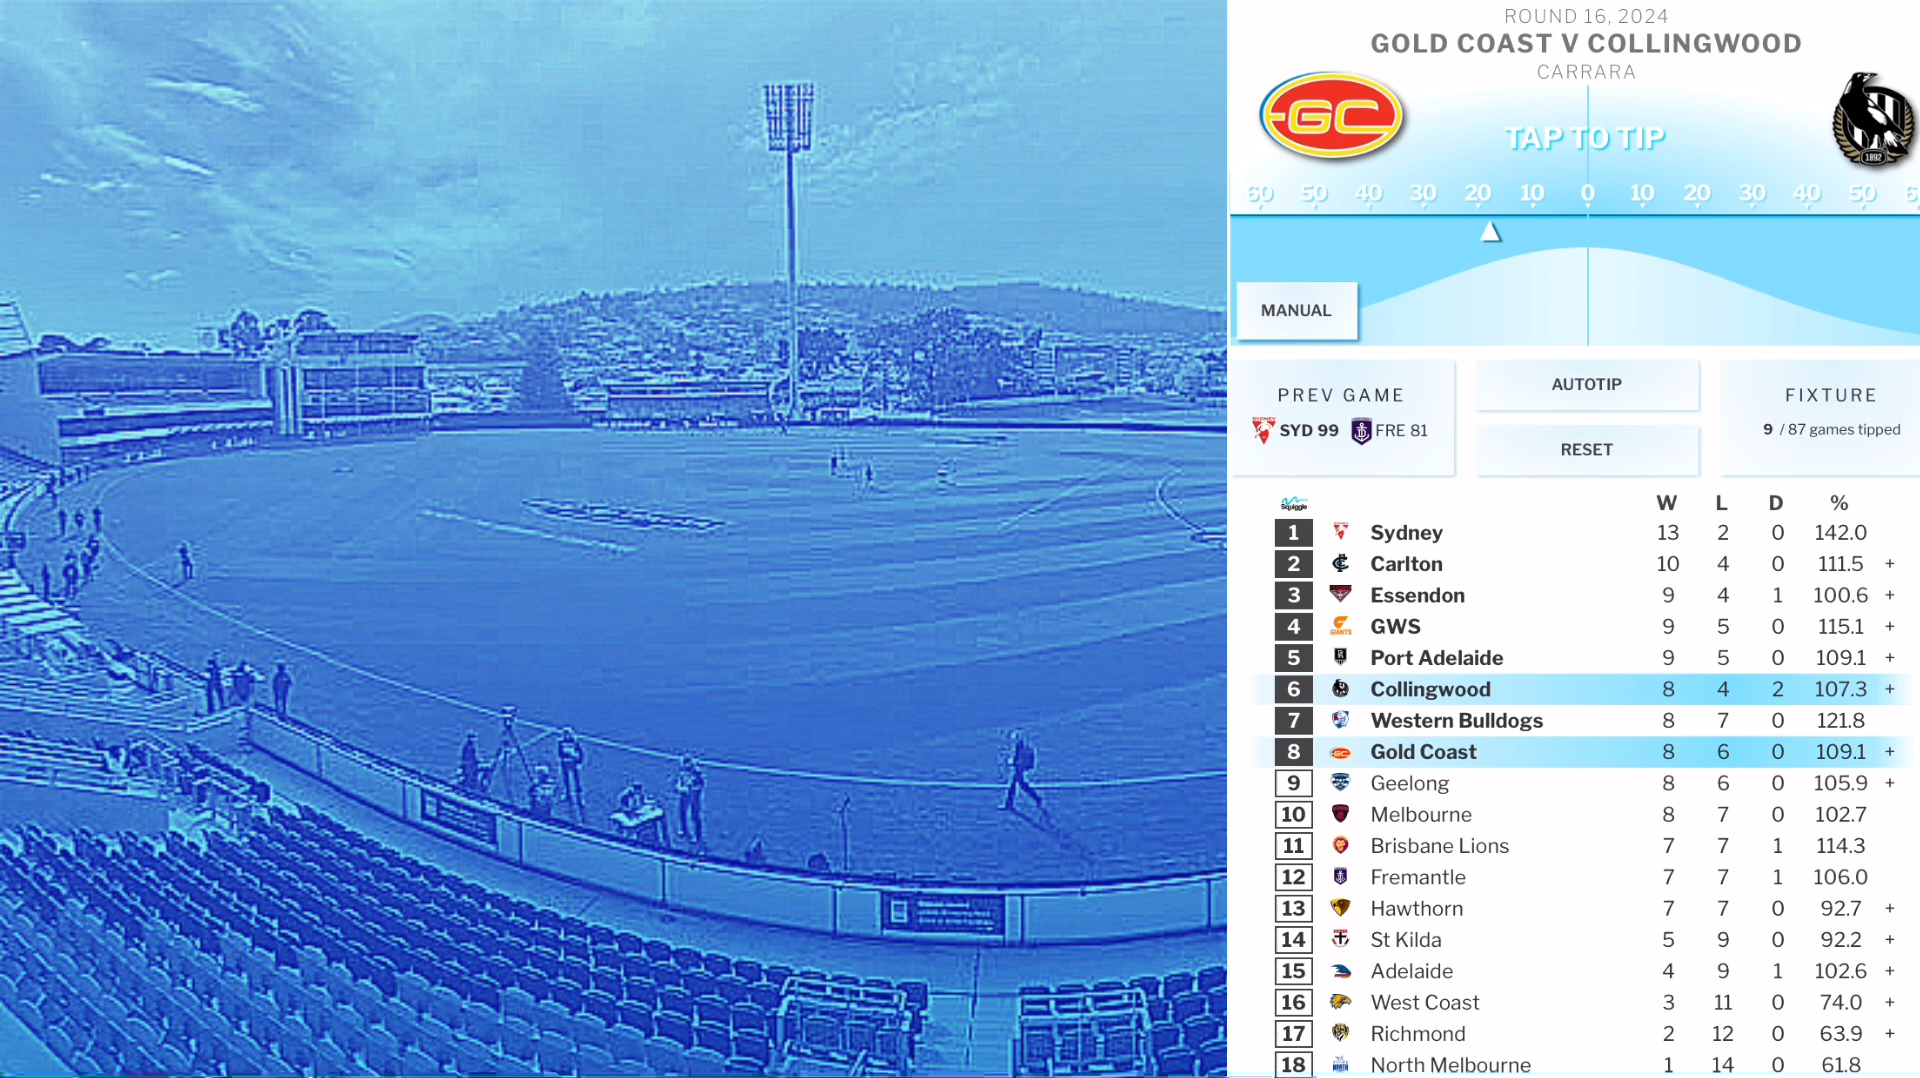 ROUND 16, 2024
GOLD COAST V COLLINGWOOD
CARRARA
GC
1892
TAP TO TIP
60 50 40 30 20 10 0 10 20 30 40 50
MANUAL
PREV GAME
SYD 99 FRE 81
AUTOTIP
RESET
FIXTURE
9 / 87 games tipped
Squiggle W L D %
1 Sydney 13 2 0 142.0
2 Carlton 10 4 0 111.5 +
3 Essendon 9 4 1 100.6 +
4 GWS 9 5 0 115.1 +
5 Port Adelaide 9 5 0 109.1 +
6 Collingwood 8 4 2 107.3 +
7 Western Bulldogs 8 7 0 121.8
8 Gold Coast 8 6 0 109.1 +
9 Geelong 8 6 0 105.9 +
10 Melbourne 8 7 0 102.7
11 Brisbane Lions 7 7 1 114.3
12 Fremantle 7 7 1 106.0
13 Hawthorn 7 7 0 92.7 +
14 St Kilda 5 9 0 92.2 +
15 Adelaide 4 9 1 102.6 +
16 West Coast 3 11 0 74.0 +
17 Richmond 2 12 0 63.9 +
18 North Melbourne 1 14 0 61.8